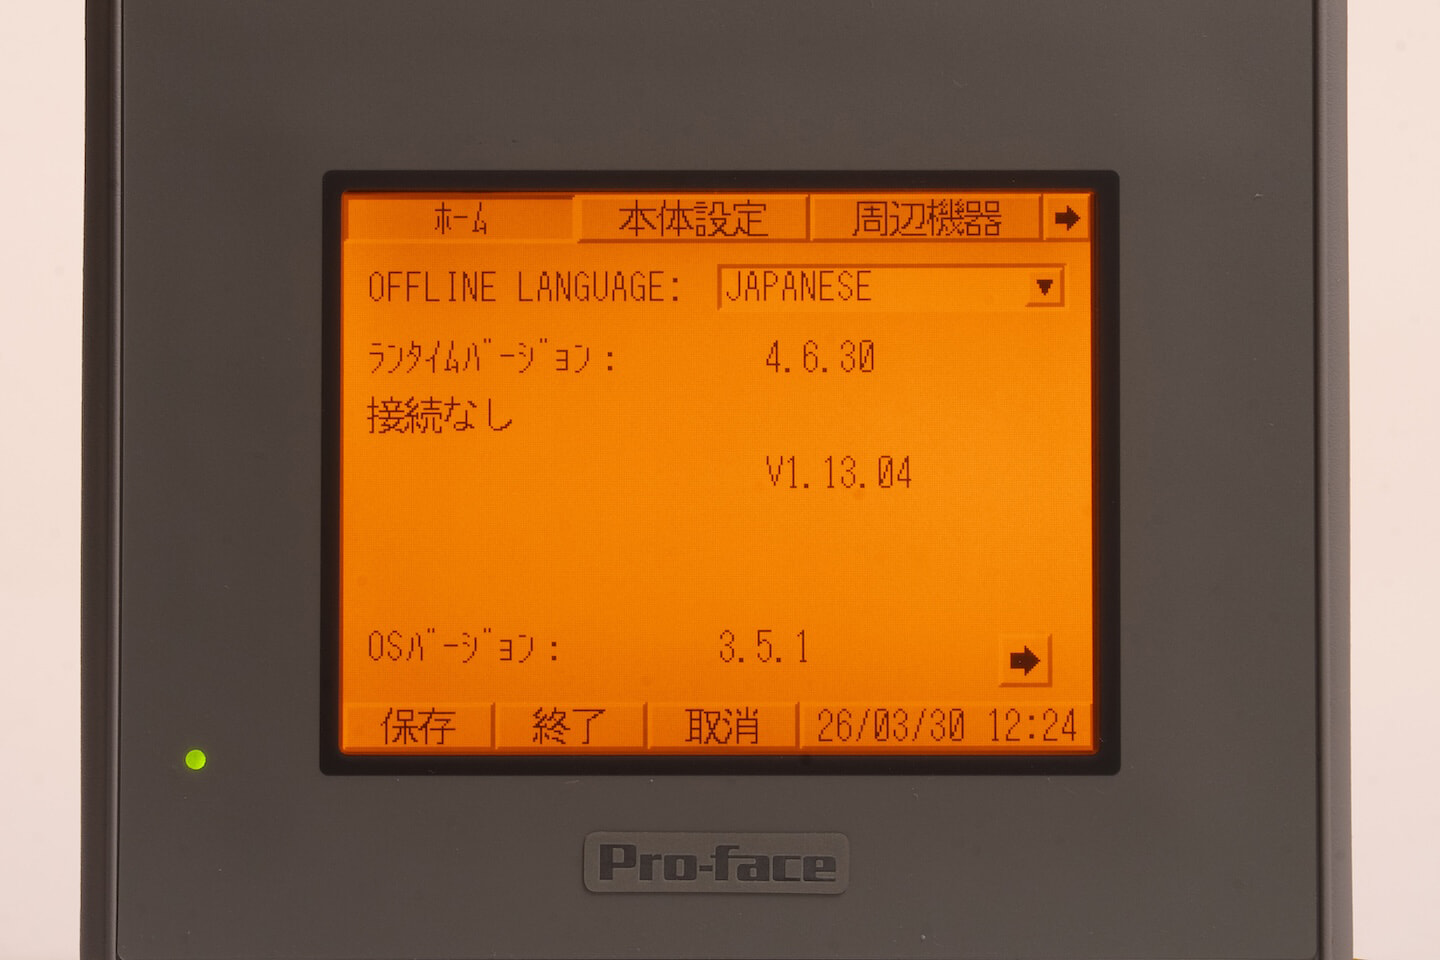 ホーム 本体設定 周辺機器 ➡
OFFLINE LANGUAGE: JAPANESE ▼
ランタイムバージョン: 4.6.30
接続なし
V1.13.04
OSバージョン: 3.5.1 ➡
保存 終了 取消 26/03/30 12:24
Pro-face